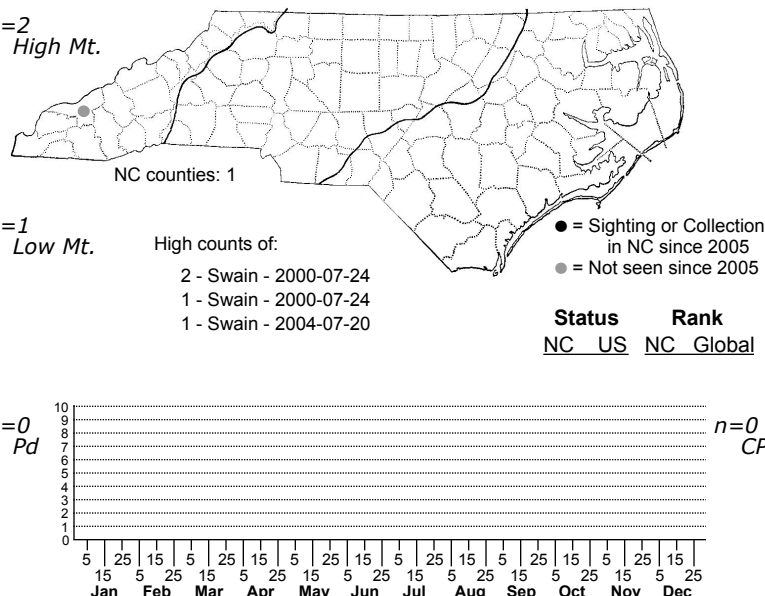 =2
High Mt.
NC counties: 1
=1
Low Mt.
High counts of:
2 - Swain - 2000-07-24
1 - Swain - 2000-07-24
1 - Swain - 2004-07-20
● = Sighting or Collection
in NC since 2005
● = Not seen since 2005
Status Rank
NC US NC Global
=0
Pd
n=0
CP
10
9
8
7
6
5
4
3
2
1
0
5 25 15 5 25 15 5 25 15 5 25 15 5 25 15 5 25 15
15 5 25 15 5 25 15 5 25 15 5 25 15 5 25 15 5 25
Jan Feb Mar Apr May Jun Jul Aug Sep Oct Nov Dec